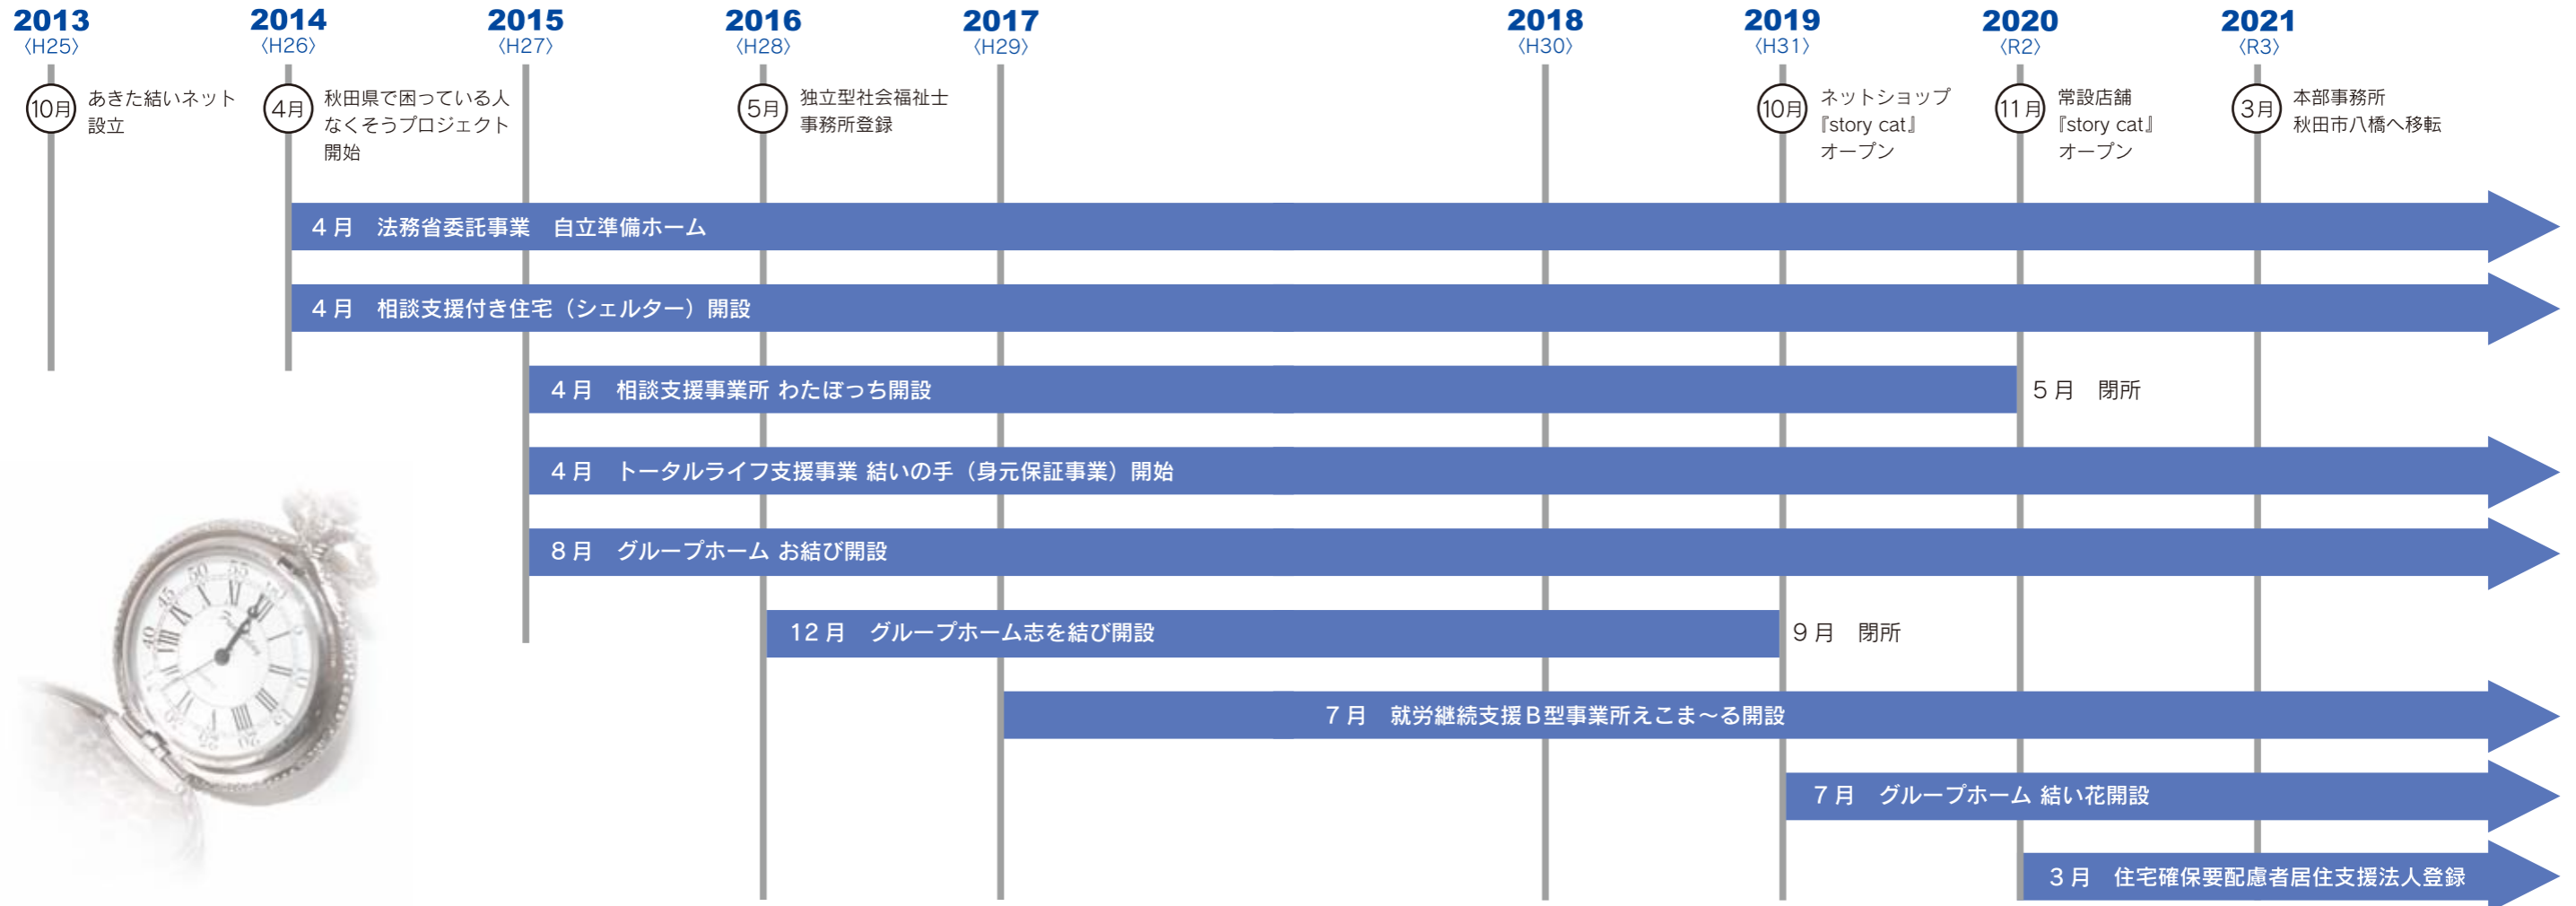 2013
〈H25〉
2014
〈H26〉
2015
〈H27〉
2016
〈H28〉
2017
〈H29〉
2018
〈H30〉
2019
〈H31〉
2020
〈R2〉
2021
〈R3〉
10月
あきた結いネット
設立
4月
秋田県で困っている人
なくそうプロジェクト
開始
5月
独立型社会福祉士
事務所登録
10月
ネットショップ
『story cat』
オープン
11月
常設店舗
『story cat』
オープン
3月
本部事務所
秋田市八橋へ移転
4月　法務省委託事業　自立準備ホーム
4月　相談支援付き住宅（シェルター）開設
4月　相談支援事業所 わたぼっち開設
5月　閉所
4月　トータルライフ支援事業 結いの手（身元保証事業）開始
8月　グループホーム お結び開設
12月　グループホーム志を結び開設
9月　閉所
7月　就労継続支援B型事業所えこま～る開設
7月　グループホーム 結い花開設
3月　住宅確保要配慮者居住支援法人登録